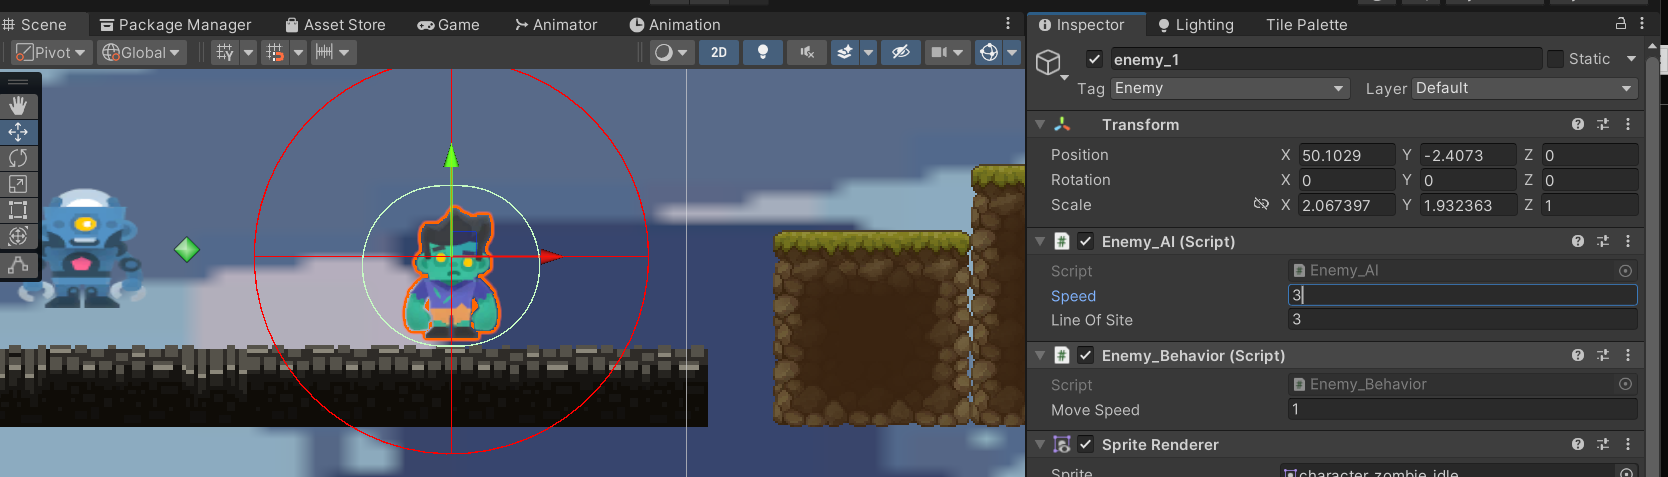 Scene Package Manager Asset Store Game Animator Animation
Pivot Global 2D
Inspector Lighting Tile Palette
enemy_1 Static
Tag Enemy Layer Default
Transform
Position X 50.1029 Y -2.4073 Z 0
Rotation X 0 Y 0 Z 0
Scale X 2.067397 Y 1.932363 Z 1
# Enemy_AI (Script)
Script # Enemy_AI
Speed 3
Line Of Site 3
# Enemy_Behavior (Script)
Script # Enemy_Behavior
Move Speed 1
Sprite Renderer
Sprite character_zombie_idle